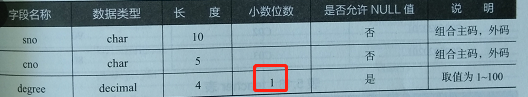 字段名称 数据类型 长 度 小数位数 是否允许 NULL 值 说 明
sno char 10 否 组合主码，外码
cno char 5 否 组合主码，外码
degree decimal 4 1 是 取值为 1~100